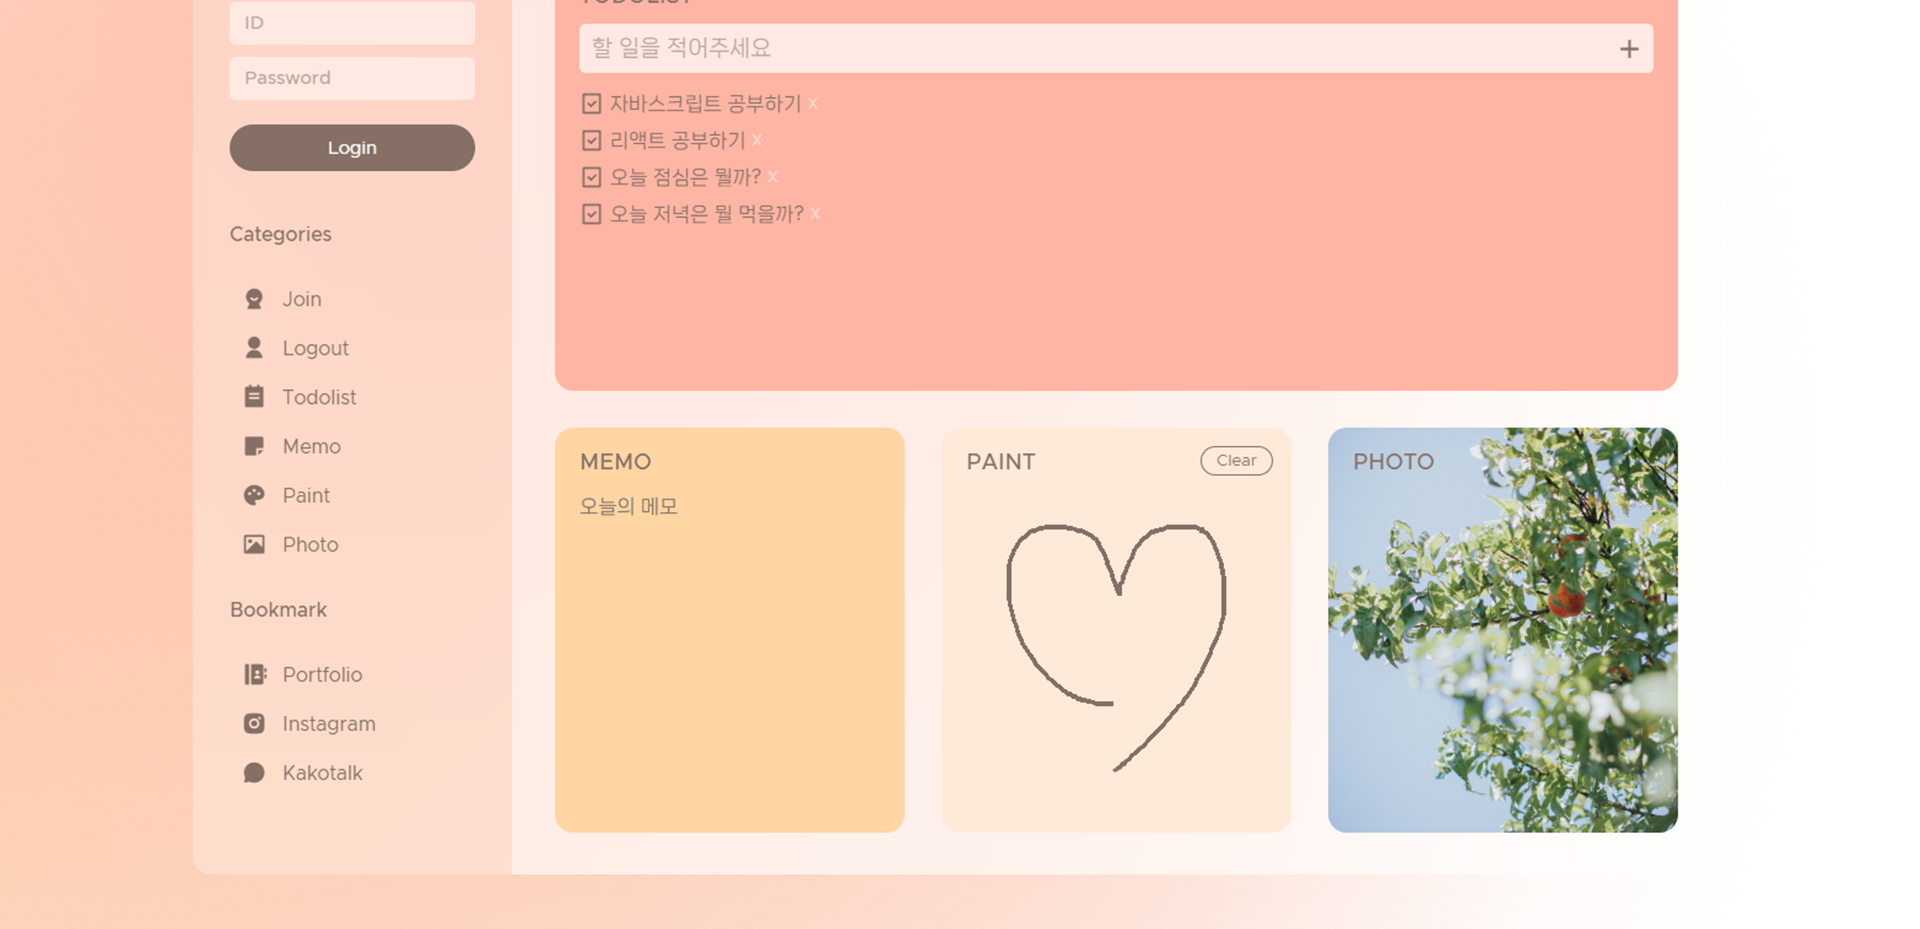 ID
Password
Login
Categories
Join
Logout
Todolist
Memo
Paint
Photo
Bookmark
Portfolio
Instagram
Kakotalk
TODOLIST
할 일을 적어주세요
자바스크립트 공부하기 x
리액트 공부하기 x
오늘 점심은 뭘까? x
오늘 저녁은 뭘 먹을까? x
MEMO
오늘의 메모
PAINT
Clear
PHOTO